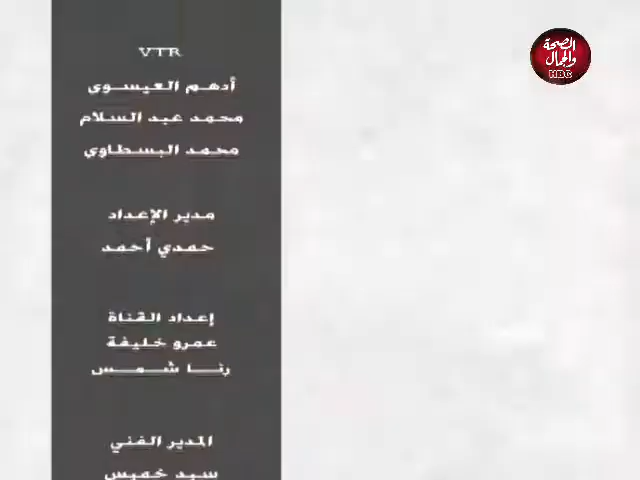 VTR
أدهم العيسوى
محمد عبد السلام
محمد البسطاوي
مدير الإعداد
حمدي أحمد
إعداد القناة
عمرو خليفة
رنا شمس
المدير الفني
سيد خميس
الصحة
والجمال
HBC